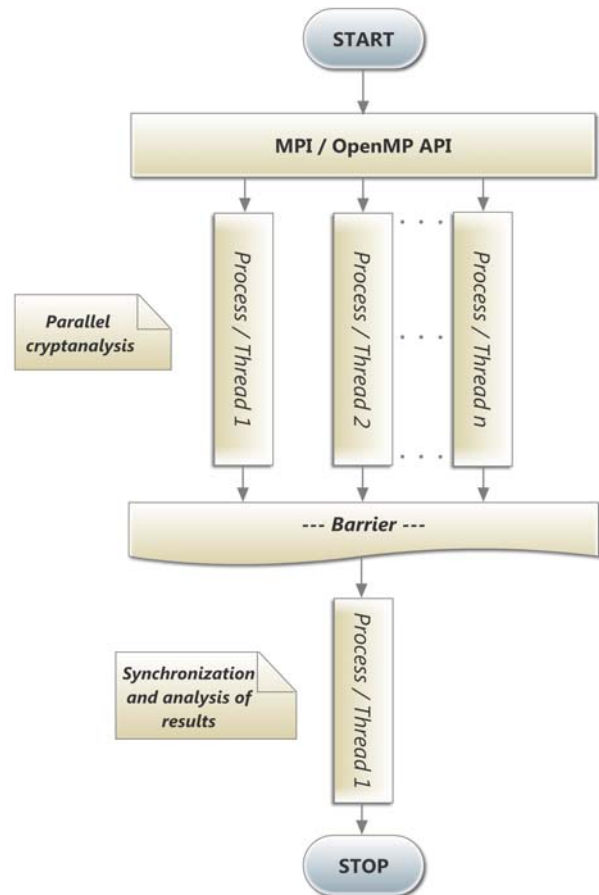 START
MPI / OpenMP API
Process / Thread 1
Process / Thread 2
. . .
. . .
. . .
Process / Thread n
Parallel
cryptanalysis
--- Barrier ---
Process / Thread 1
Synchronization
and analysis of
results
STOP